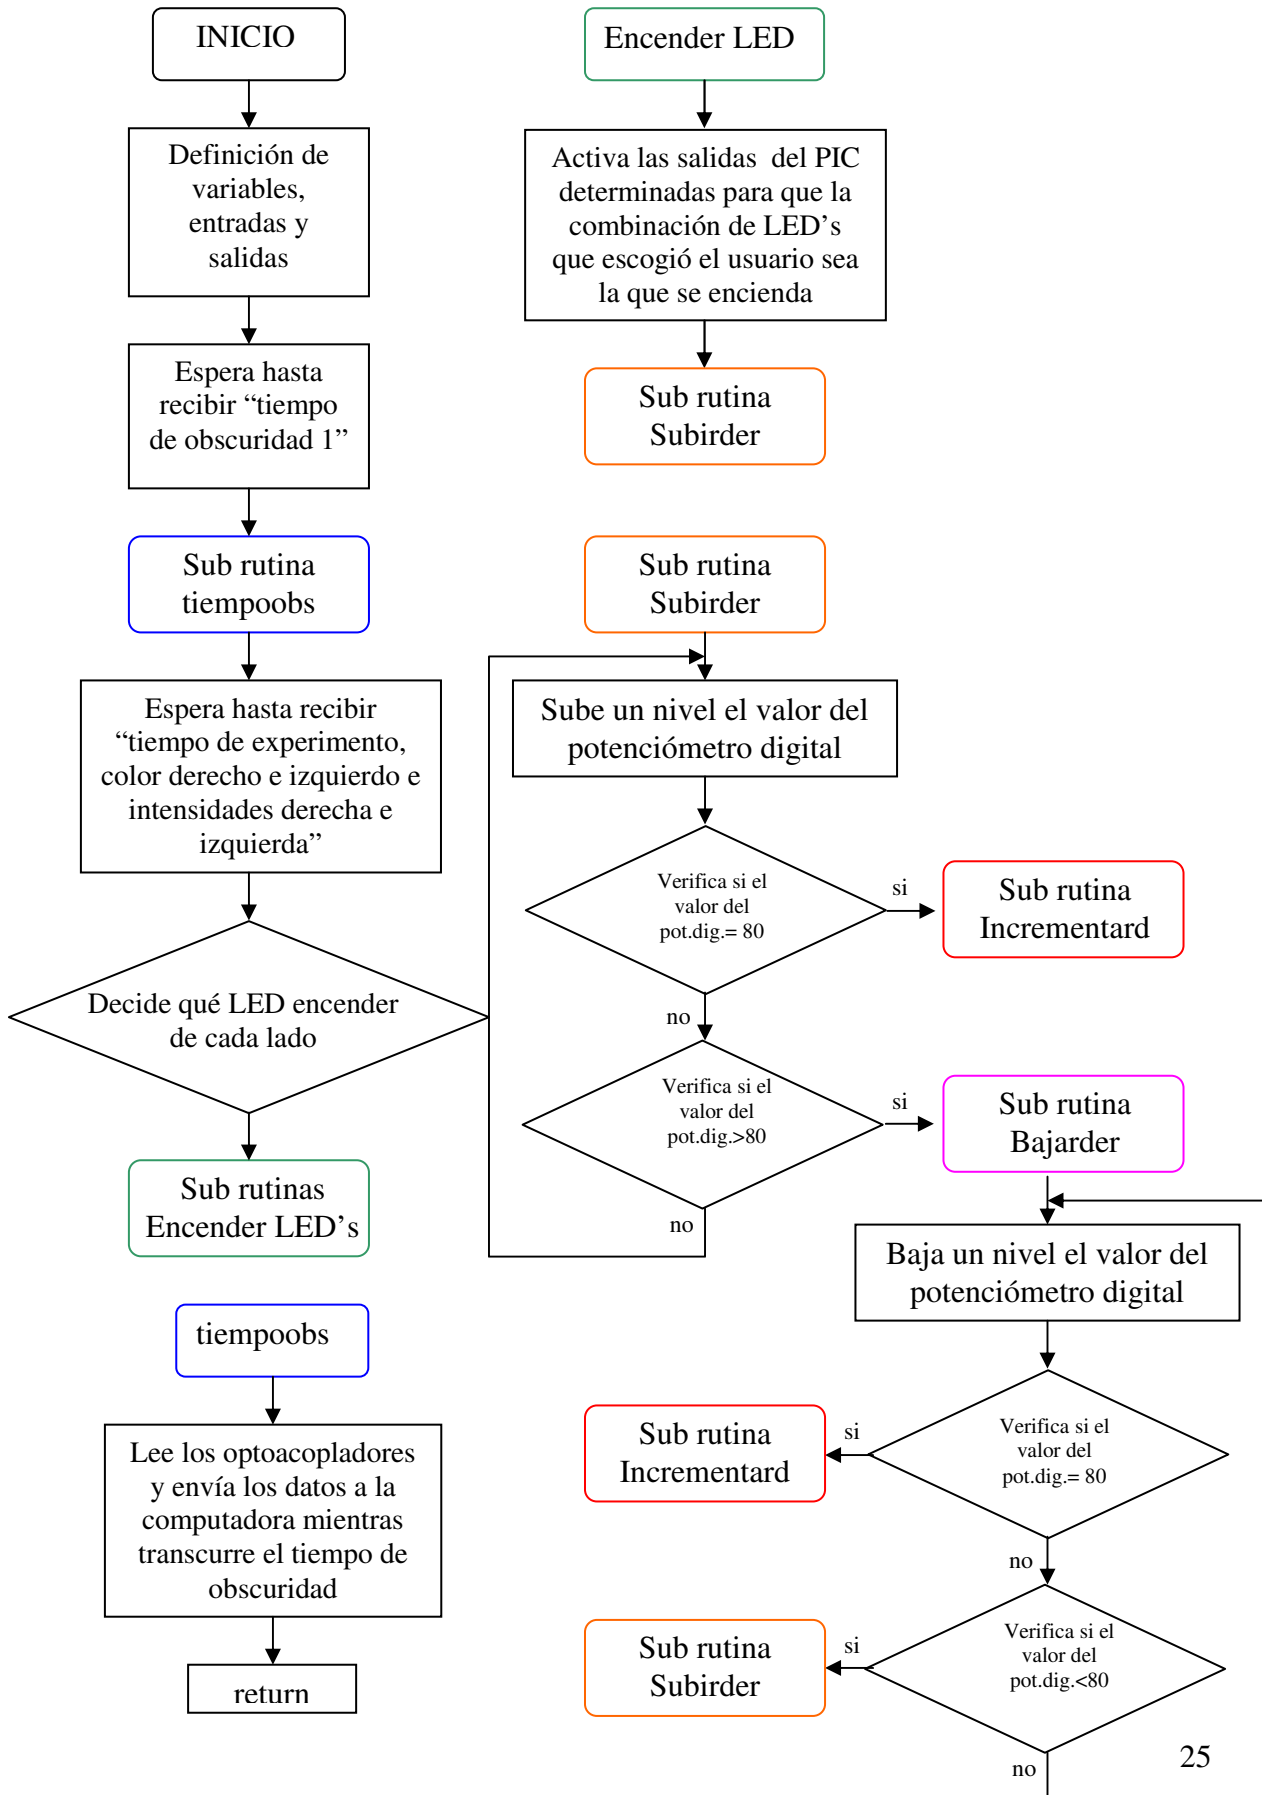 INICIO
Definición de
variables,
entradas y
salidas
Espera hasta
recibir “tiempo
de obscuridad 1”
Sub rutina
tiempoobs
Espera hasta recibir
“tiempo de experimento,
color derecho e izquierdo e
intensidades derecha e
izquierda”
Decide qué LED encender
de cada lado
Sub rutinas
Encender LED’s
tiempoobs
Lee los optoacopladores
y envía los datos a la
computadora mientras
transcurre el tiempo de
obscuridad
return
Encender LED
Activa las salidas del PIC
determinadas para que la
combinación de LED’s
que escogió el usuario sea
la que se encienda
Sub rutina
Subirder
Sub rutina
Subirder
Sube un nivel el valor del
potenciómetro digital
Verifica si el
valor del
pot.dig.= 80
si
Sub rutina
Incrementard
no
Verifica si el
valor del
pot.dig.>80
si
Sub rutina
Bajarder
no
Baja un nivel el valor del
potenciómetro digital
Verifica si el
valor del
pot.dig.= 80
si
Sub rutina
Incrementard
no
Verifica si el
valor del
pot.dig.<80
si
Sub rutina
Subirder
no
25